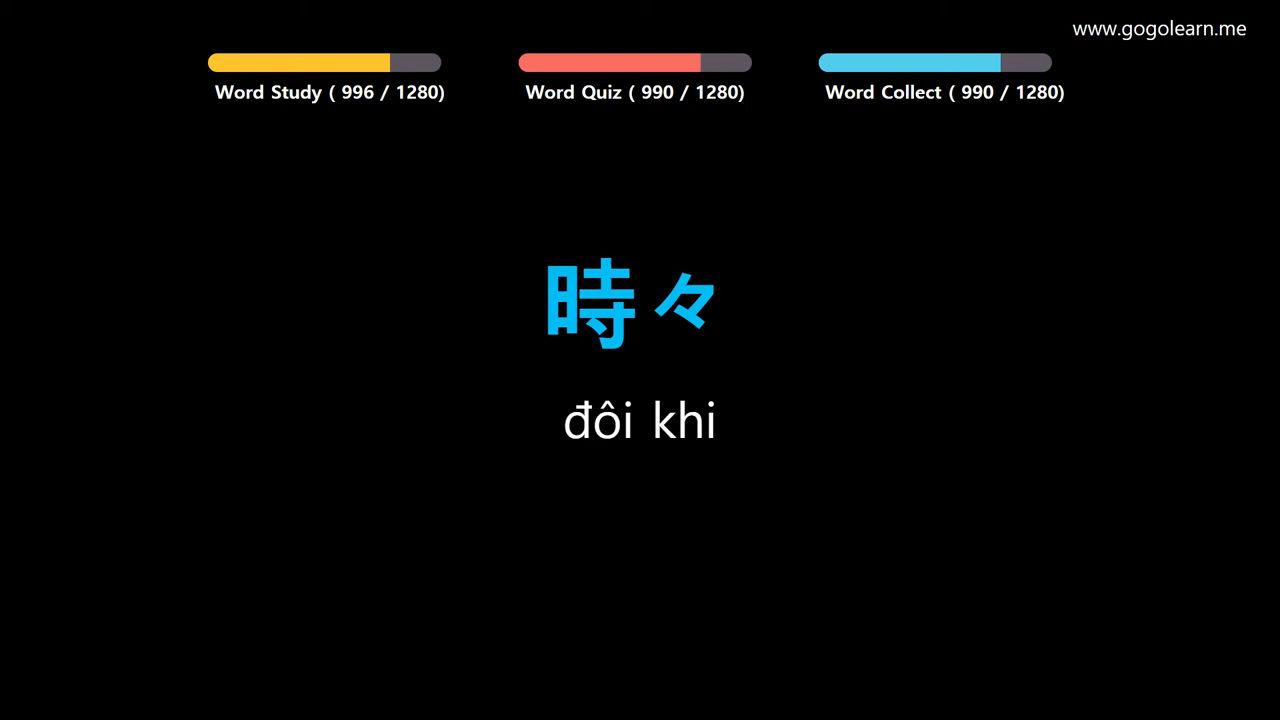 www.gogolearn.me
Word Study ( 996 / 1280)
Word Quiz ( 990 / 1280)
Word Collect ( 990 / 1280)
時々
đôi khi